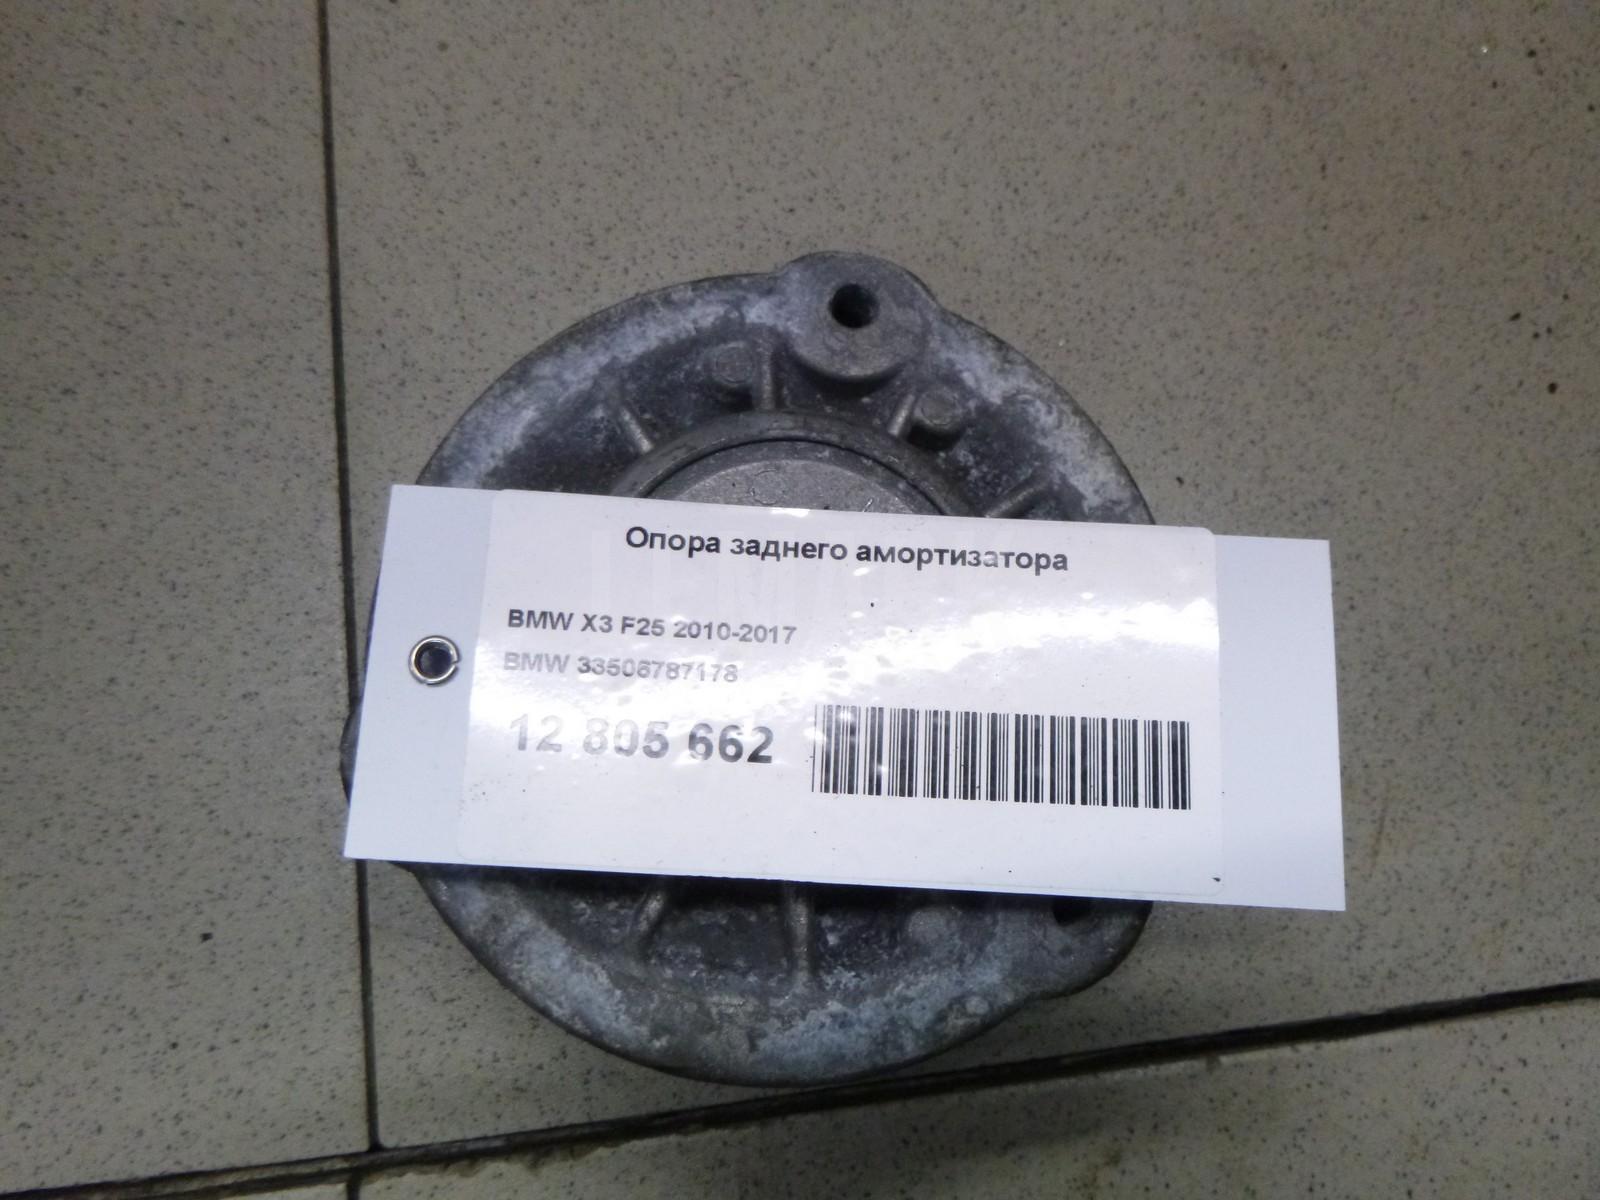 Опора заднего амортизатора
BMW X3 F25 2010-2017
BMW 33506787178
12 805 662